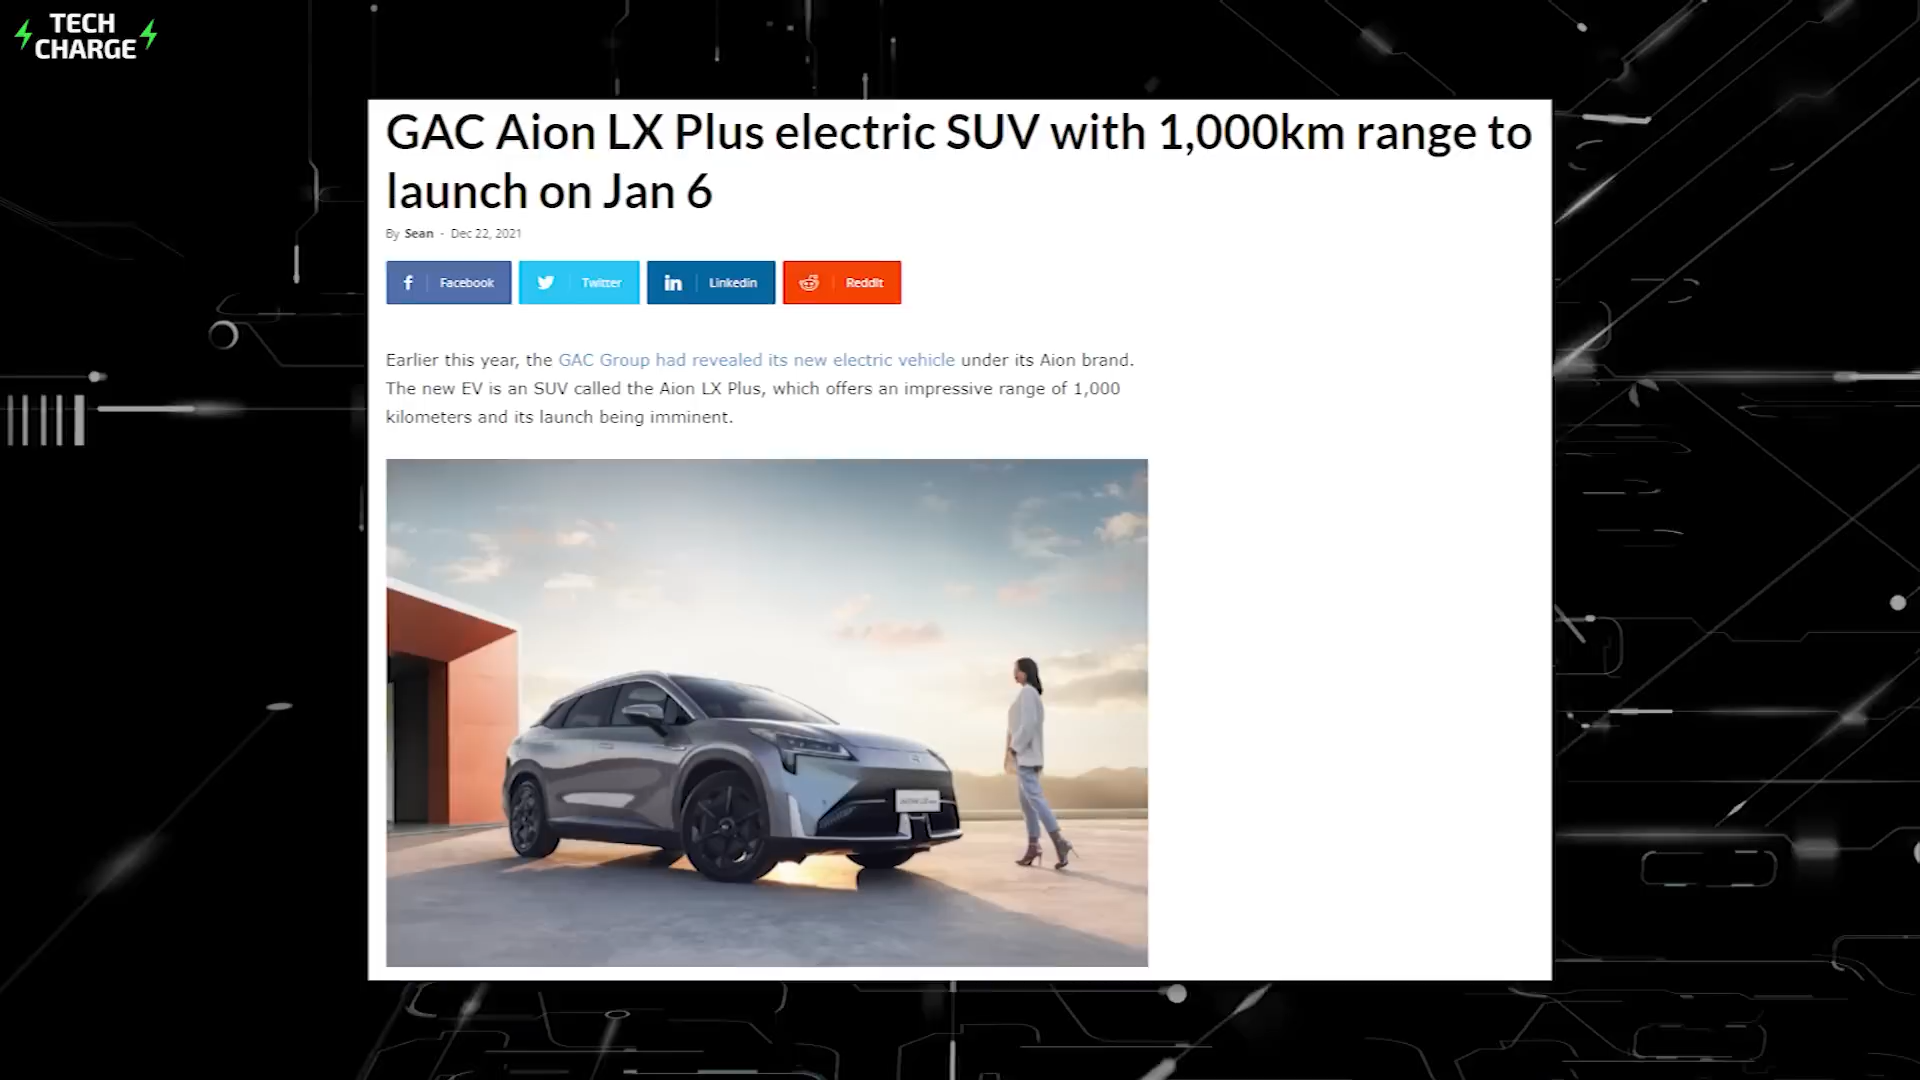 TECH
CHARGE
GAC Aion LX Plus electric SUV with 1,000km range to
launch on Jan 6
By Sean - Dec 22, 2021
Facebook
Twitter
Linkedin
ReddIt
Earlier this year, the GAC Group had revealed its new electric vehicle under its Aion brand.
The new EV is an SUV called the Aion LX Plus, which offers an impressive range of 1,000
kilometers and its launch being imminent.